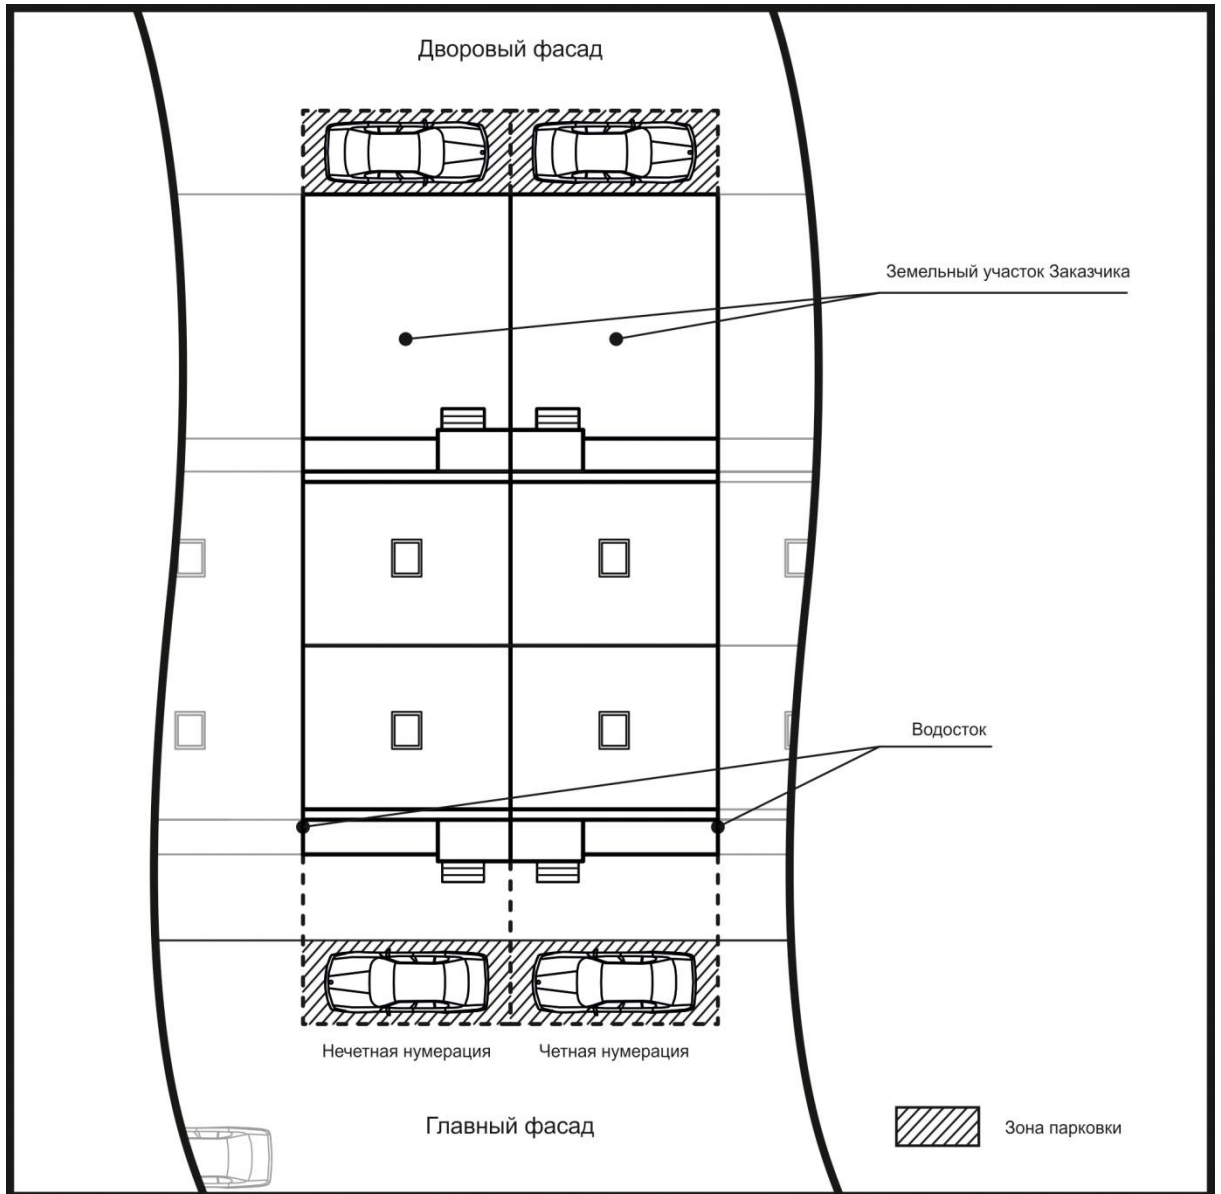 Дворовый фасад
Земельный участок Заказчика
Водосток
Нечетная нумерация
Четная нумерация
Главный фасад
Зона парковки